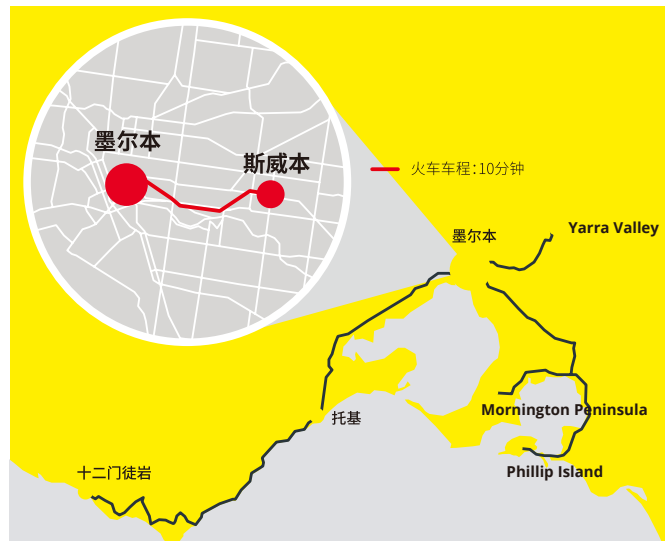 墨尔本
斯威本
火车车程：10分钟
墨尔本
Yarra Valley
Mornington Peninsula
托基
十二门徒岩
Phillip Island